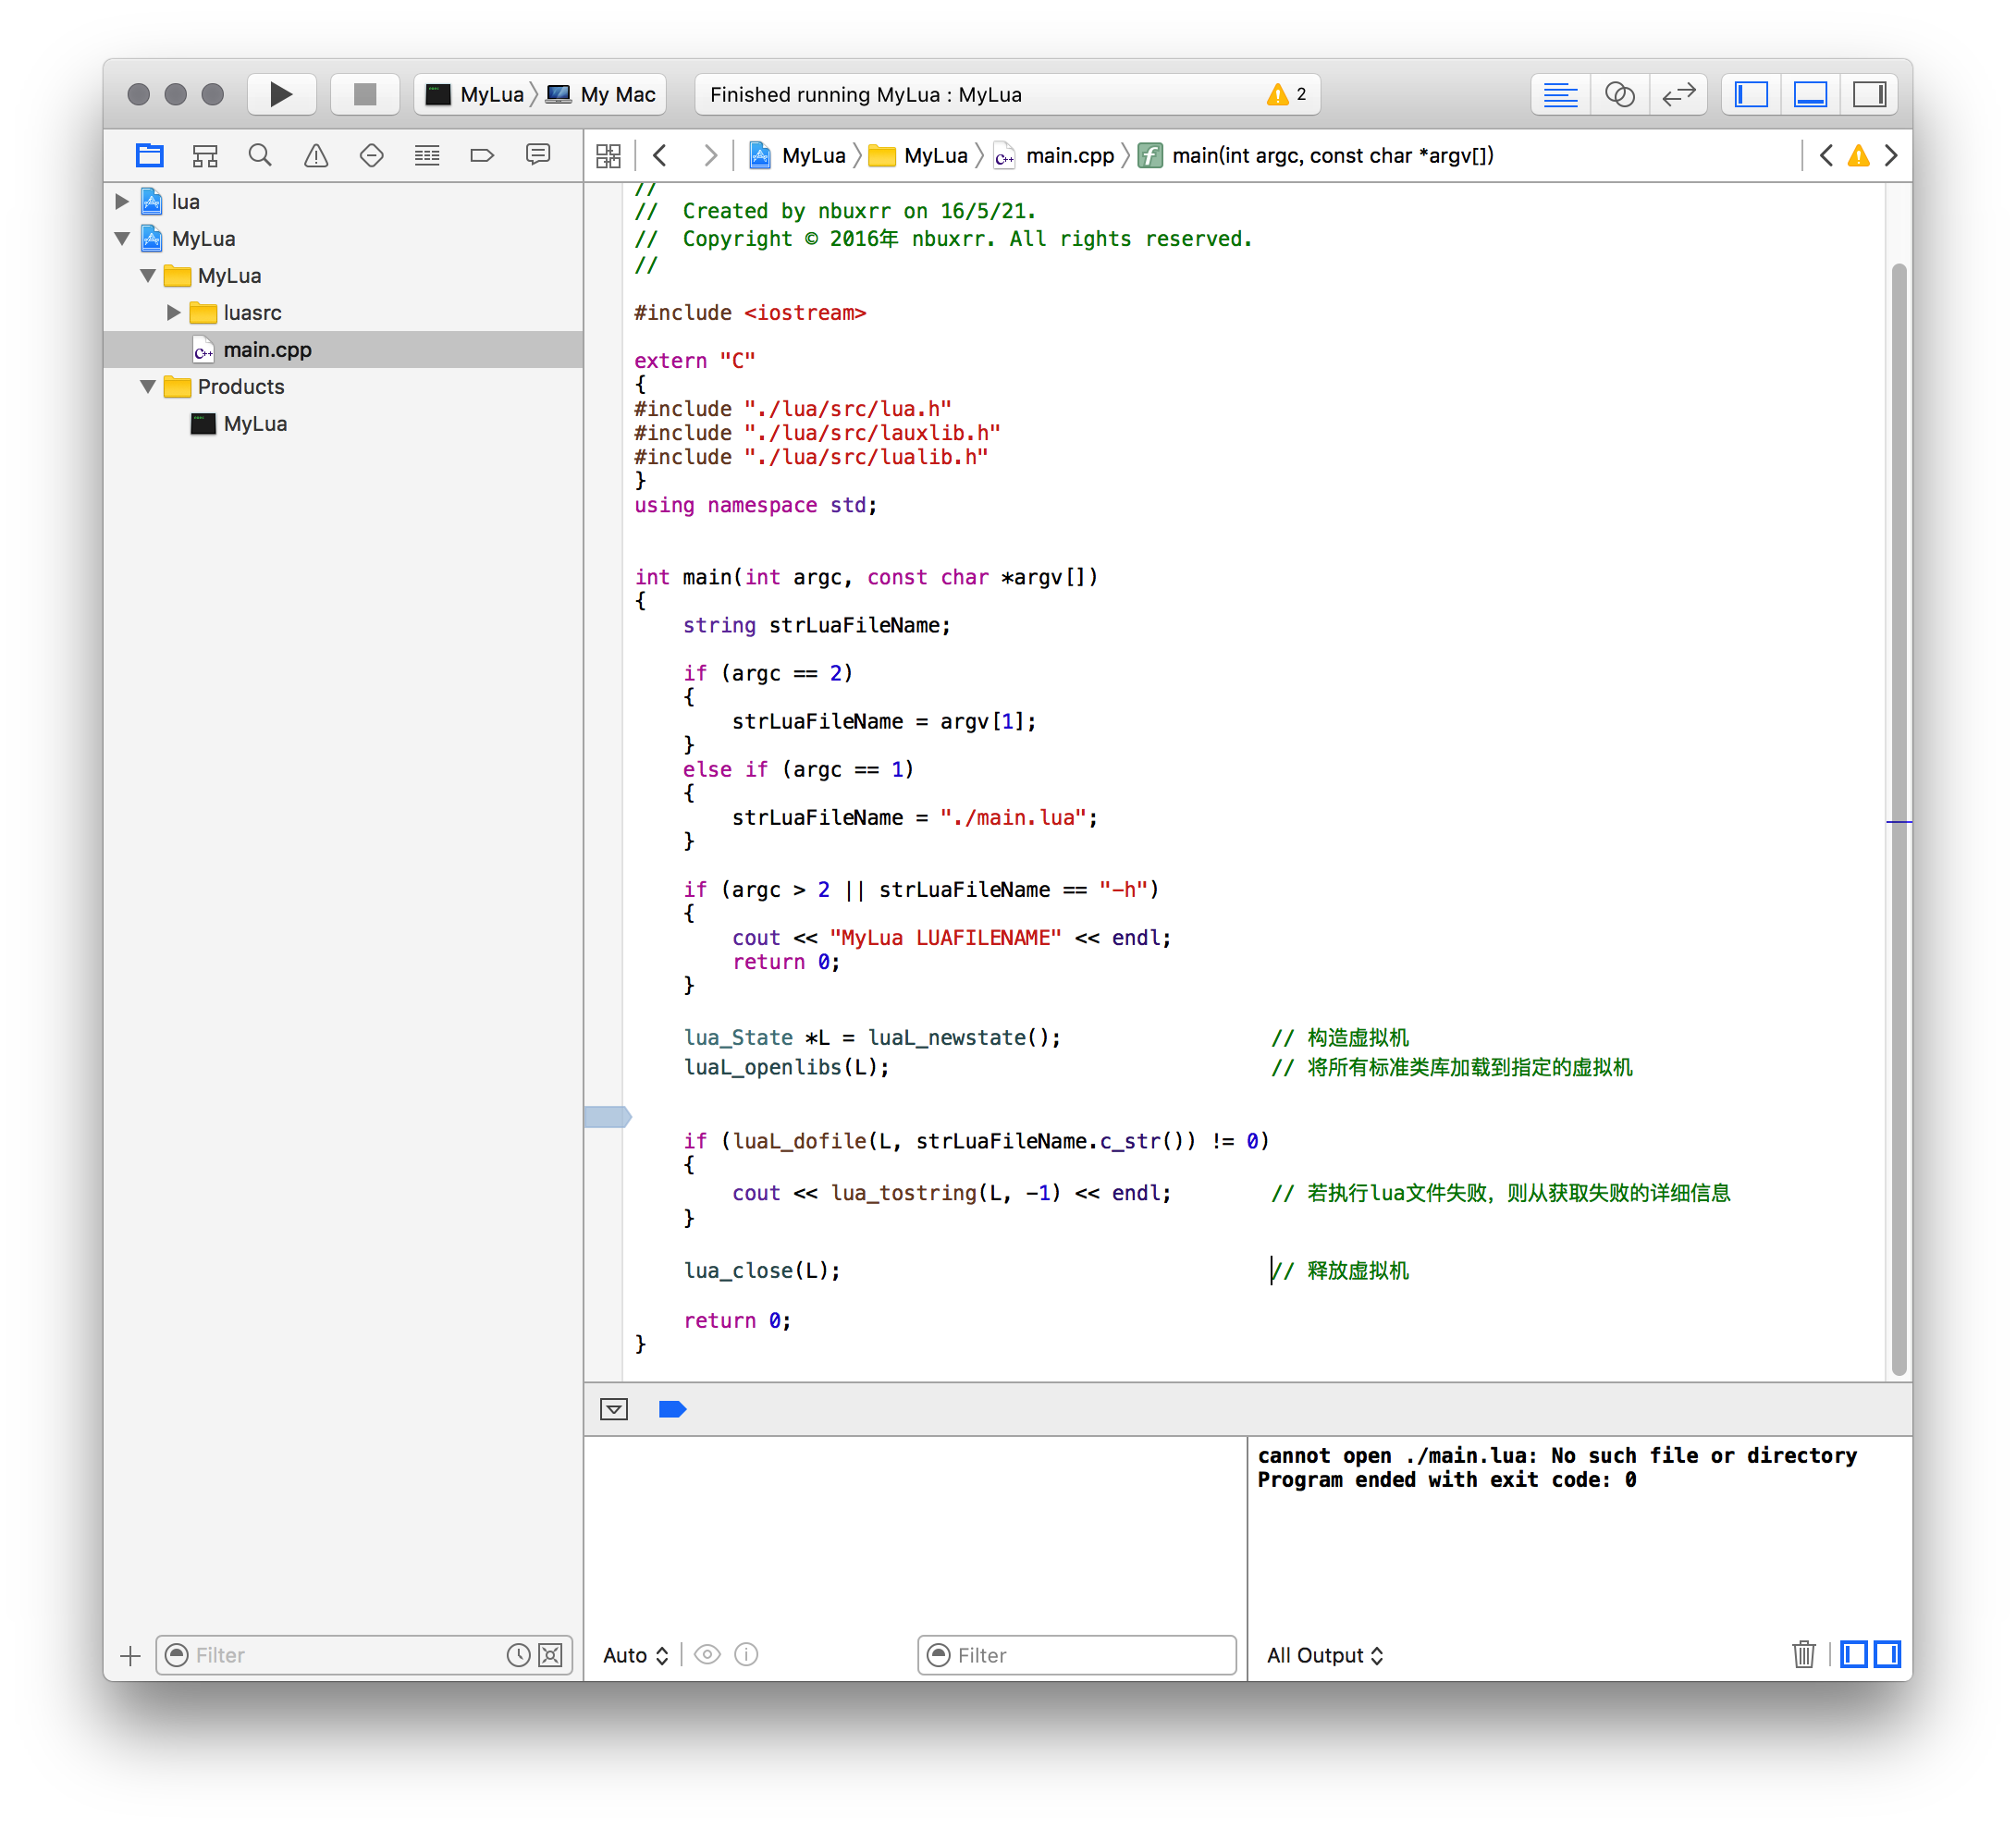 MyLua My Mac
Finished running MyLua : MyLua 2
MyLua MyLua main.cpp main(int argc, const char *argv[])
lua
MyLua
MyLua
luasrc
main.cpp
Products
MyLua
//
//  Created by nbuxrr on 16/5/21.
//  Copyright © 2016年 nbuxrr. All rights reserved.
//
#include <iostream>
extern "C"
{
#include "./lua/src/lua.h"
#include "./lua/src/lauxlib.h"
#include "./lua/src/lualib.h"
}
using namespace std;
int main(int argc, const char *argv[])
{
    string strLuaFileName;
    if (argc == 2)
    {
        strLuaFileName = argv[1];
    }
    else if (argc == 1)
    {
        strLuaFileName = "./main.lua";
    }
    if (argc > 2 || strLuaFileName == "-h")
    {
        cout << "MyLua LUAFILENAME" << endl;
        return 0;
    }
    lua_State *L = luaL_newstate();                 // 构造虚拟机
    luaL_openlibs(L);                               // 将所有标准类库加载到指定的虚拟机
    if (luaL_dofile(L, strLuaFileName.c_str()) != 0)
    {
        cout << lua_tostring(L, -1) << endl;        // 若执行lua文件失败，则从获取失败的详细信息
    }
    lua_close(L);                                   // 释放虚拟机
    return 0;
}
cannot open ./main.lua: No such file or directory
Program ended with exit code: 0
Filter
Auto
Filter
All Output